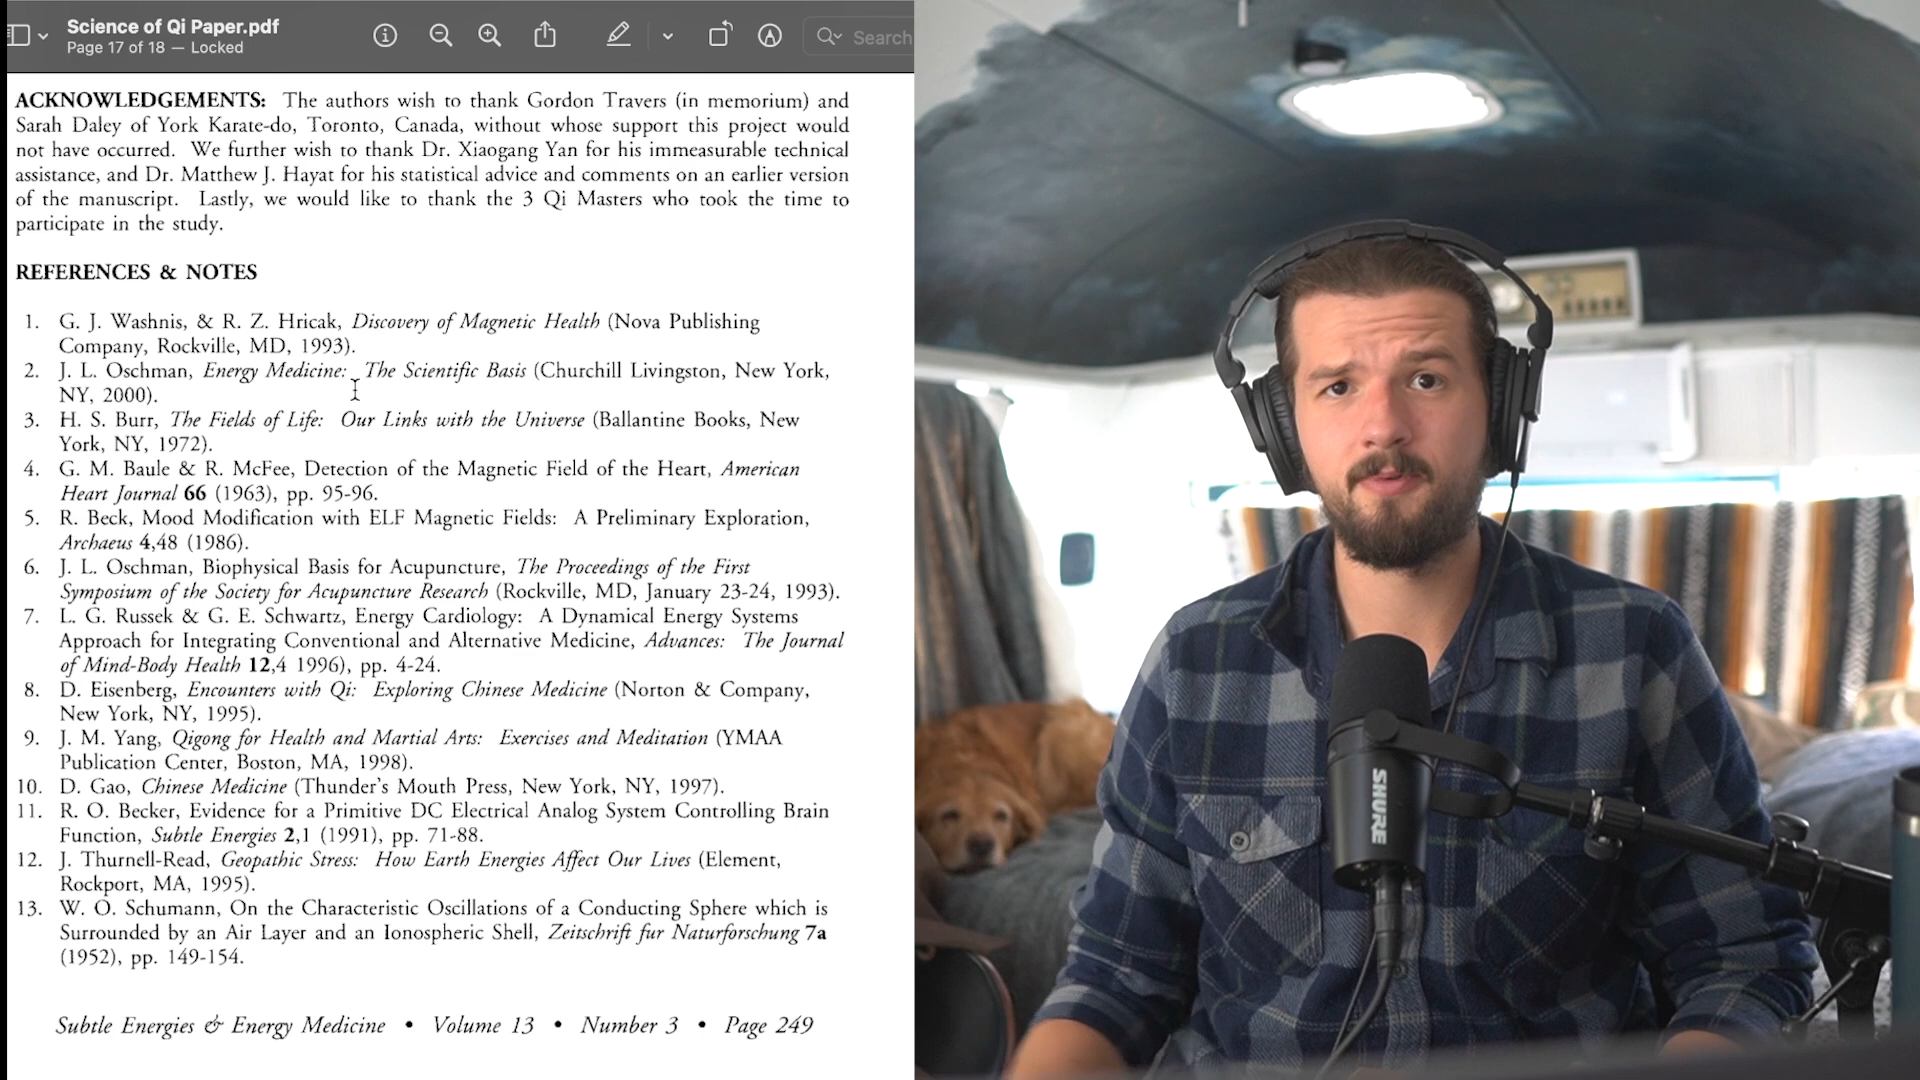 Science of Qi Paper.pdf
Page 17 of 18 — Locked
Search
ACKNOWLEDGEMENTS: The authors wish to thank Gordon Travers (in memorium) and
Sarah Daley of York Karate-do, Toronto, Canada, without whose support this project would
not have occurred. We further wish to thank Dr. Xiaogang Yan for his immeasurable technical
assistance, and Dr. Matthew J. Hayat for his statistical advice and comments on an earlier version
of the manuscript. Lastly, we would like to thank the 3 Qi Masters who took the time to
participate in the study.
REFERENCES & NOTES
1. G. J. Washnis, & R. Z. Hricak, Discovery of Magnetic Health (Nova Publishing
Company, Rockville, MD, 1993).
2. J. L. Oschman, Energy Medicine: The Scientific Basis (Churchill Livingston, New York,
NY, 2000).
3. H. S. Burr, The Fields of Life: Our Links with the Universe (Ballantine Books, New
York, NY, 1972).
4. G. M. Baule & R. McFee, Detection of the Magnetic Field of the Heart, American
Heart Journal 66 (1963), pp. 95-96.
5. R. Beck, Mood Modification with ELF Magnetic Fields: A Preliminary Exploration,
Archaeus 4,48 (1986).
6. J. L. Oschman, Biophysical Basis for Acupuncture, The Proceedings of the First
Symposium of the Society for Acupuncture Research (Rockville, MD, January 23-24, 1993).
7. L. G. Russek & G. E. Schwartz, Energy Cardiology: A Dynamical Energy Systems
Approach for Integrating Conventional and Alternative Medicine, Advances: The Journal
of Mind-Body Health 12,4 1996), pp. 4-24.
8. D. Eisenberg, Encounters with Qi: Exploring Chinese Medicine (Norton & Company,
New York, NY, 1995).
9. J. M. Yang, Qigong for Health and Martial Arts: Exercises and Meditation (YMAA
Publication Center, Boston, MA, 1998).
10. D. Gao, Chinese Medicine (Thunder's Mouth Press, New York, NY, 1997).
11. R. O. Becker, Evidence for a Primitive DC Electrical Analog System Controlling Brain
Function, Subtle Energies 2,1 (1991), pp. 71-88.
12. J. Thurnell-Read, Geopathic Stress: How Earth Energies Affect Our Lives (Element,
Rockport, MA, 1995).
13. W. O. Schumann, On the Characteristic Oscillations of a Conducting Sphere which is
Surrounded by an Air Layer and an Ionospheric Shell, Zeitschrift fur Naturforschung 7a
(1952), pp. 149-154.
Subtle Energies & Energy Medicine • Volume 13 • Number 3 • Page 249
SHURE